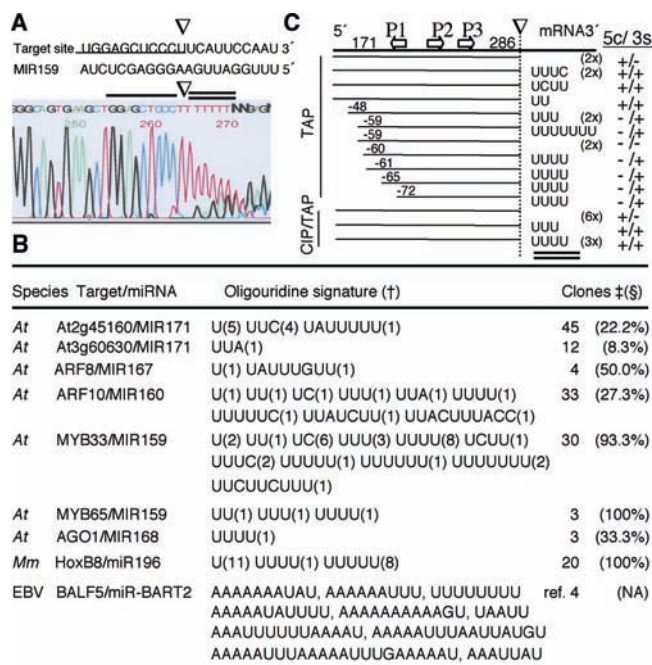 A
Target site UGGAGCUCCCUUCAUUCCAAU 3´
MIR159 AUCUCGAGGGAAGUUAGGUUU 5´
GGGCAGTGAAGCTGGAGCTCCCTTTTTTTT
250 260 270
C
5´ P1 P2 P3 mRNA3´ 5c/ 3s
171 286
TAP
(2x) +/-
UUUC (2x) +/+
UCUU +/+
UU +/+
-48 UUU (2x) - /+
-59 UUUUUUU - /+
-59 (2x) - /-
-60 UUUU - /+
-61 UUUU - /+
-65 UUUU - /+
-72 UUUU - /+
CIP/TAP
(6x) +/-
UUU +/+
UUUU (3x) +/+
B
Species Target/miRNA Oligouridine signature (†) Clones ‡(§)
At At2g45160/MIR171 U(5) UUC(4) UAUUUUU(1) 45 (22.2%)
At At3g60630/MIR171 UUA(1) 12 (8.3%)
At ARF8/MIR167 U(1) UAUUUGUU(1) 4 (50.0%)
At ARF10/MIR160 U(1) UU(1) UC(1) UUU(1) UUA(1) UUUU(1) 33 (27.3%)
UUUUUC(1) UUAUCUU(1) UUACUUUACC(1)
At MYB33/MIR159 U(2) UU(1) UC(6) UUU(3) UUUU(8) UCUU(1) 30 (93.3%)
UUUC(2) UUUUU(1) UUUUUU(1) UUUUUUU(2)
UUCUUCUUU(1)
At MYB65/MIR159 UU(1) UUU(1) UUUU(1) 3 (100%)
At AGO1/MIR168 UUUU(1) 3 (33.3%)
Mm HoxB8/miR196 U(11) UUUU(1) UUUUU(8) 20 (100%)
EBV BALF5/miR-BART2 AAAAAAAUAU, AAAAAAUUU, UUUUUUUUU ref. 4 (NA)
AAAAAUAUUUU, AAAAAAAAAAGU, UAAUU
AAAUUUUUUAAAAU, AAAAAUUUAAUUAUGU
AAAAAUUUAAAAAUUUGAAAAAU, AAAUUAU